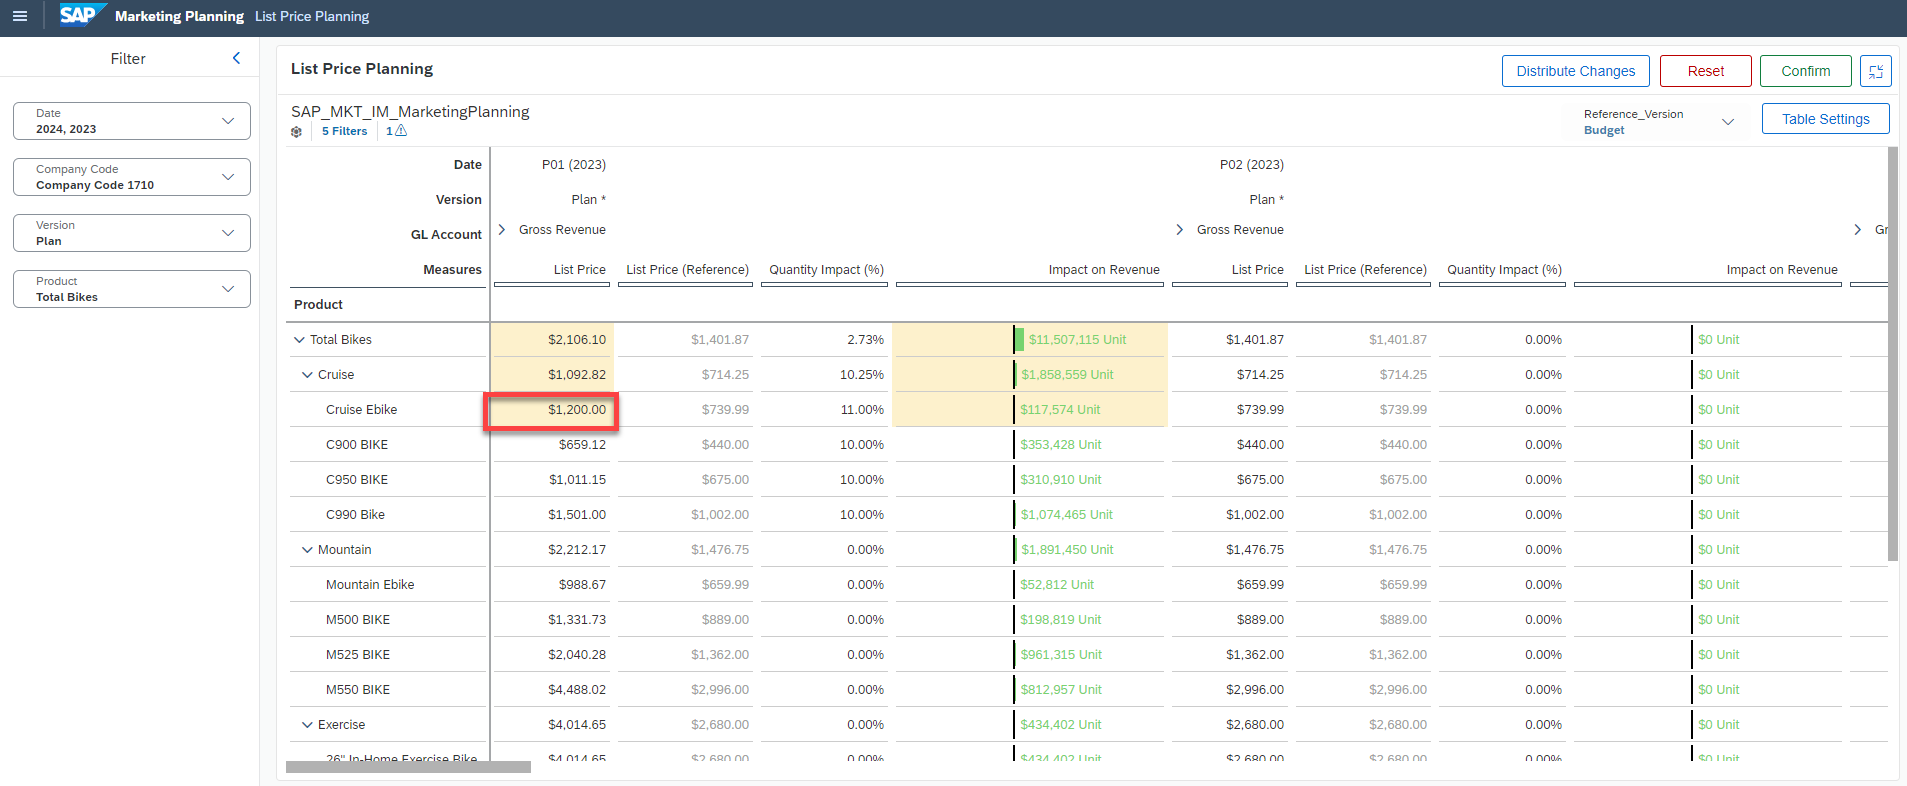 SAP Marketing Planning List Price Planning
Filter
Date
2024, 2023
Company Code
Company Code 1710
Version
Plan
Product
Total Bikes
List Price Planning
Distribute Changes Reset Confirm
SAP_MKT_IM_MarketingPlanning
5 Filters 1
Reference_Version
Budget
Table Settings
Date P01 (2023) P02 (2023)
Version Plan * Plan *
GL Account Gross Revenue Gross Revenue Gr
Measures List Price List Price (Reference) Quantity Impact (%) Impact on Revenue List Price List Price (Reference) Quantity Impact (%) Impact on Revenue
Product
Total Bikes $2,106.10 $1,401.87 2.73% $11,507,115 Unit $1,401.87 $1,401.87 0.00% $0 Unit
Cruise $1,092.82 $714.25 10.25% $1,858,559 Unit $714.25 $714.25 0.00% $0 Unit
Cruise Ebike $1,200.00 $739.99 11.00% $117,574 Unit $739.99 $739.99 0.00% $0 Unit
C900 BIKE $659.12 $440.00 10.00% $353,428 Unit $440.00 $440.00 0.00% $0 Unit
C950 BIKE $1,011.15 $675.00 10.00% $310,910 Unit $675.00 $675.00 0.00% $0 Unit
C990 Bike $1,501.00 $1,002.00 10.00% $1,074,465 Unit $1,002.00 $1,002.00 0.00% $0 Unit
Mountain $2,212.17 $1,476.75 0.00% $1,891,450 Unit $1,476.75 $1,476.75 0.00% $0 Unit
Mountain Ebike $988.67 $659.99 0.00% $52,812 Unit $659.99 $659.99 0.00% $0 Unit
M500 BIKE $1,331.73 $889.00 0.00% $198,819 Unit $889.00 $889.00 0.00% $0 Unit
M525 BIKE $2,040.28 $1,362.00 0.00% $961,315 Unit $1,362.00 $1,362.00 0.00% $0 Unit
M550 BIKE $4,488.02 $2,996.00 0.00% $812,957 Unit $2,996.00 $2,996.00 0.00% $0 Unit
Exercise $4,014.65 $2,680.00 0.00% $434,402 Unit $2,680.00 $2,680.00 0.00% $0 Unit
26" In-Home Exercise Bike $4,014.65 $2,680.00 0.00% $434,402 Unit $2,680.00 $2,680.00 0.00% $0 Unit